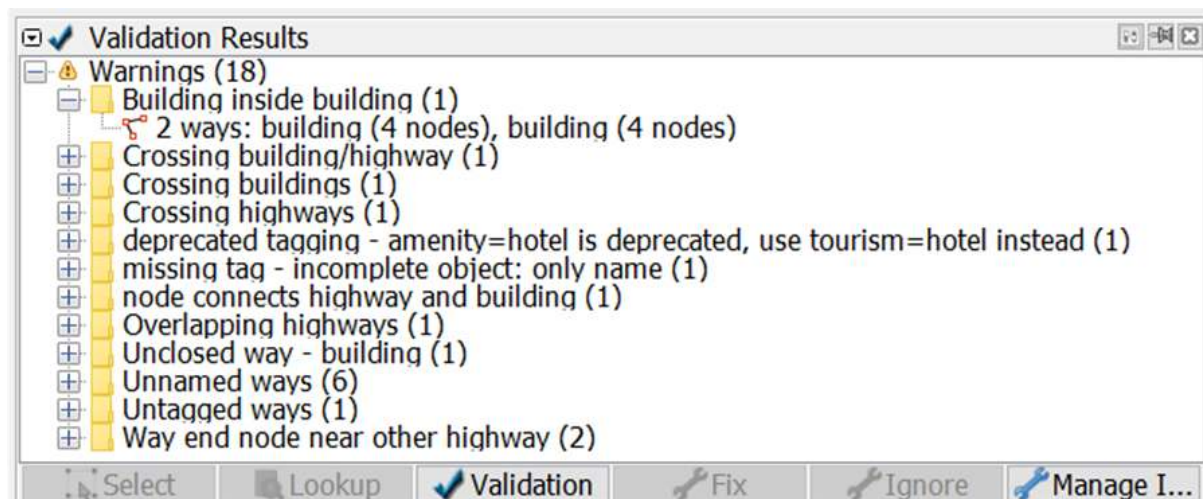 Validation Results
Warnings (18)
Building inside building (1)
2 ways: building (4 nodes), building (4 nodes)
Crossing building/highway (1)
Crossing buildings (1)
Crossing highways (1)
deprecated tagging - amenity=hotel is deprecated, use tourism=hotel instead (1)
missing tag - incomplete object: only name (1)
node connects highway and building (1)
Overlapping highways (1)
Unclosed way - building (1)
Unnamed ways (6)
Untagged ways (1)
Way end node near other highway (2)
Select Lookup Validation Fix Ignore Manage I...